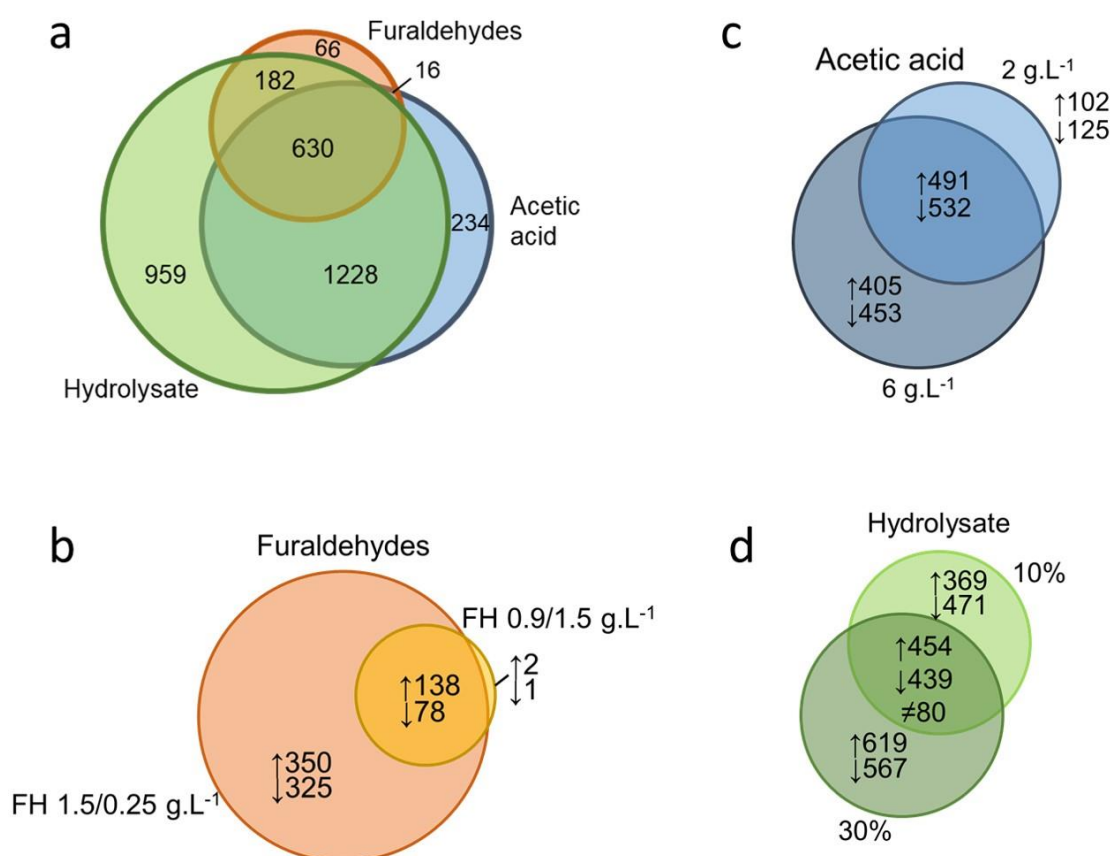 a
Furaldehydes
66
16
182
630
Acetic
acid
234
959
1228
Hydrolysate
c
Acetic acid
2 g.L⁻¹
↑102
↓125
↑491
↓532
↑405
↓453
6 g.L⁻¹
b
Furaldehydes
FH 0.9/1.5 g.L⁻¹
↑2
↓1
↑138
↓78
↑350
↓325
FH 1.5/0.25 g.L⁻¹
d
Hydrolysate
10%
↑369
↓471
↑454
↓439
≠80
↑619
↓567
30%